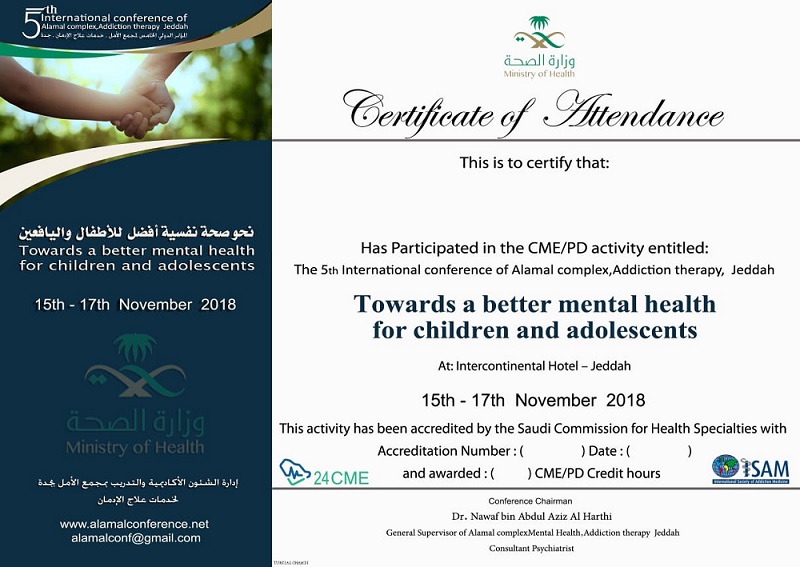 5th
International conference of
Alamal complex,Addiction therapy Jeddah
المؤتمر الدولي الخامس لمجمع الأمل . خدمات علاج الإدمان . جدة
نحو صحة نفسية أفضل للأطفال واليافعين
Towards a better mental health
for children and adolescents
15th - 17th November 2018
وزارة الصحة
Ministry of Health
إدارة الشئون الأكاديمية والتدريب بمجمع الأمل بجدة
لخدمات علاج الإدمان
www.alamalconference.net
alamalconf@gmail.com
وزارة الصحة
Ministry of Health
Certificate of Attendance
This is to certify that:
Has Participated in the CME/PD activity entitled:
The 5th International conference of Alamal complex,Addiction therapy, Jeddah
Towards a better mental health
for children and adolescents
At: Intercontinental Hotel – Jeddah
15th - 17th November 2018
This activity has been accredited by the Saudi Commission for Health Specialties with
Accreditation Number : ( ) Date : ( )
and awarded : ( ) CME/PD Credit hours
24CME
ISAM
International Society of Addiction Medicine
Conference Chairman
Dr. Nawaf bin Abdul Aziz Al Harthi
General Supervisor of Alamal complexMental Health,Addiction therapy Jeddah
Consultant Psychiatrist